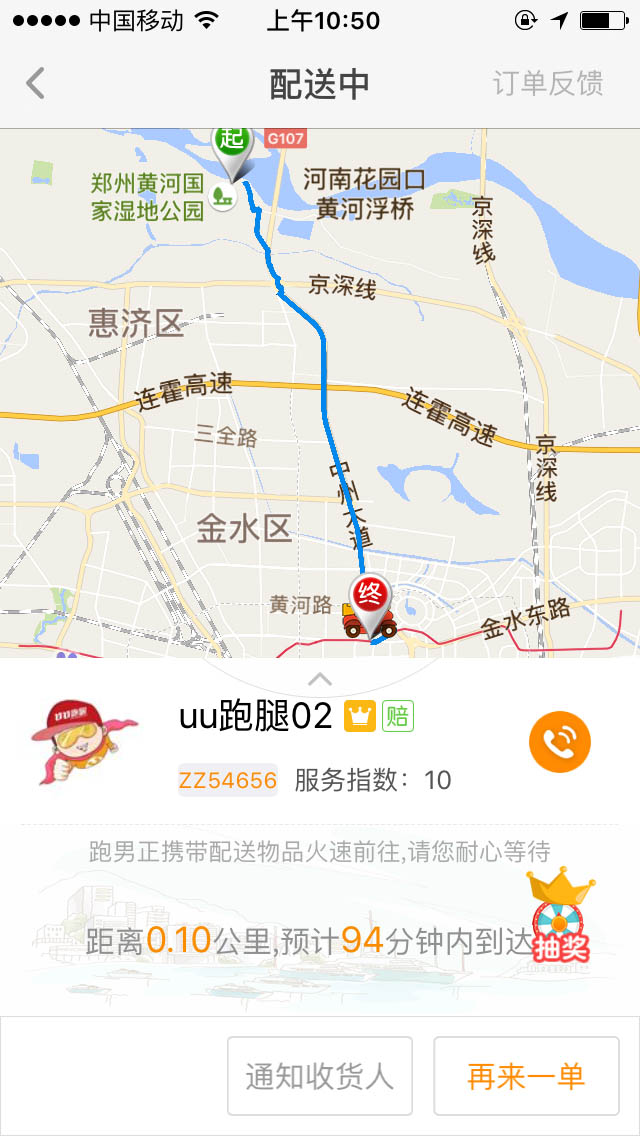 中国移动 上午10:50
配送中 订单反馈
起
G107
郑州黄河国
家湿地公园
河南花园口
黄河浮桥
京深线
京深线
惠济区
连霍高速
连霍高速
三全路
京深线
中州大道
金水区
终
黄河路
金水东路
uu跑腿02 赔
ZZ54656 服务指数：10
跑男正携带配送物品火速前往,请您耐心等待
距离0.10公里,预计94分钟内到达
抽奖
通知收货人 再来一单